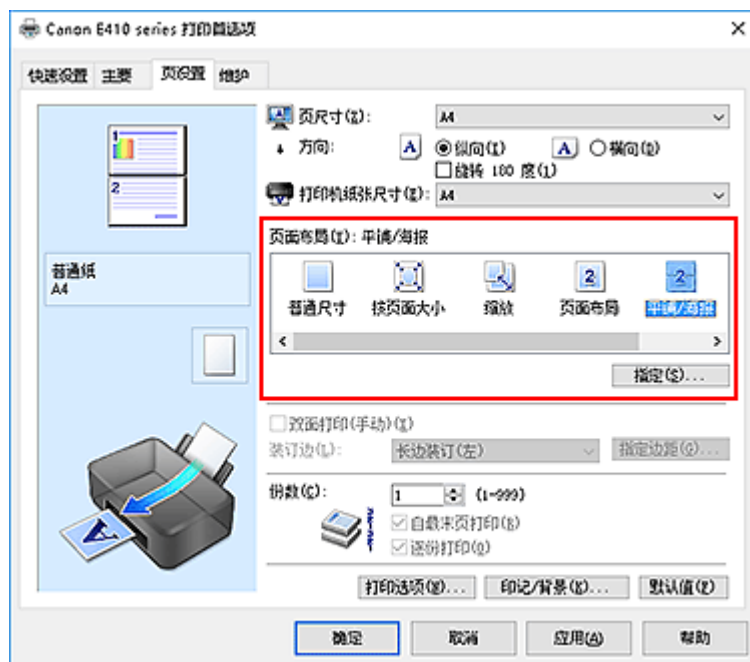 Canon E410 series 打印首选项
快速设置 主要 页设置 维护
页尺寸(Z): A4
方向: A 纵向(T) A 横向(D)
旋转 180 度(1)
打印机纸张尺寸(E): A4
页面布局(I): 平铺/海报
普通尺寸 按页面大小 缩放 页面布局 平铺/海报
指定(S)...
双面打印(手动)(X)
装订边(L): 长边装订(左) 指定边距(G)...
份数(C): 1 (1-999)
自最末页打印(R)
逐份打印(O)
打印选项(N)... 印记/背景(K)... 默认值(F)
1
2
普通纸
A4
A
确定 取消 应用(A) 帮助